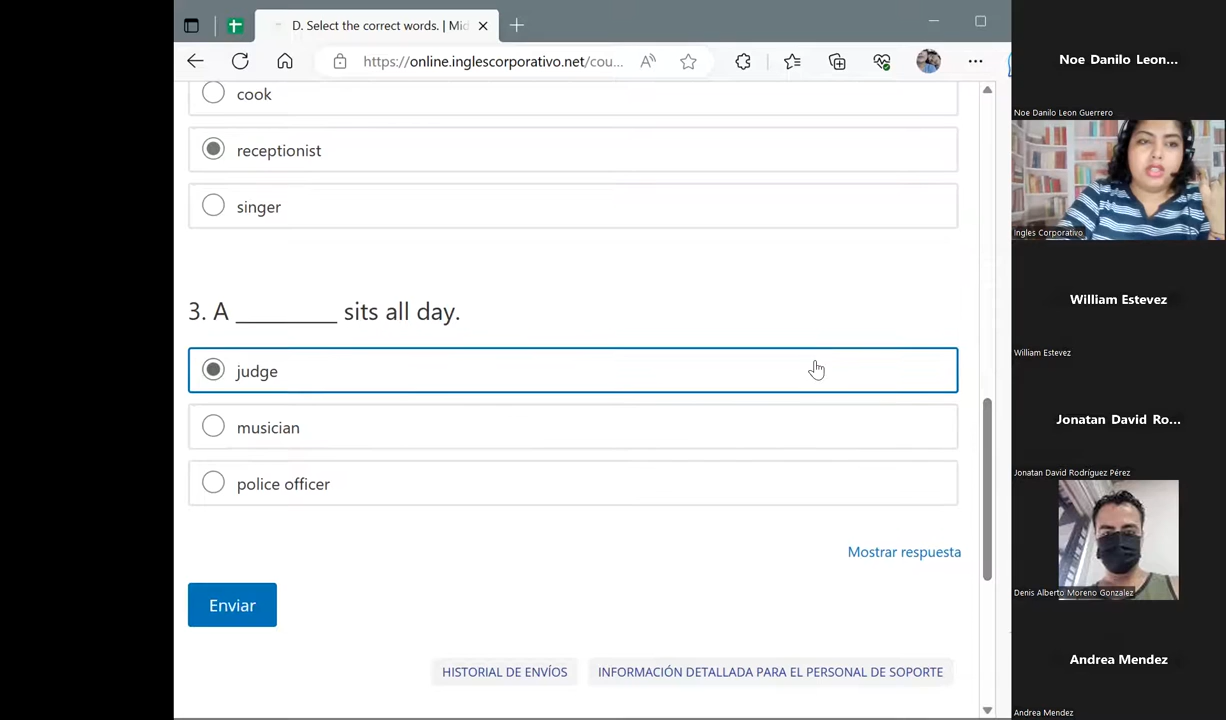 D. Select the correct words. | Mid
https://online.inglescorporativo.net/cou...
cook
receptionist
singer
3. A _________ sits all day.
judge
musician
police officer
Mostrar respuesta
Enviar
HISTORIAL DE ENVÍOS
INFORMACIÓN DETALLADA PARA EL PERSONAL DE SOPORTE
Noe Danilo Leon...
Noe Danilo Leon Guerrero
Ingles Corporativo
William Estevez
William Estevez
Jonatan David Ro...
Jonatan David Rodríguez Pérez
Denis Alberto Moreno Gonzalez
Andrea Mendez
Andrea Mendez